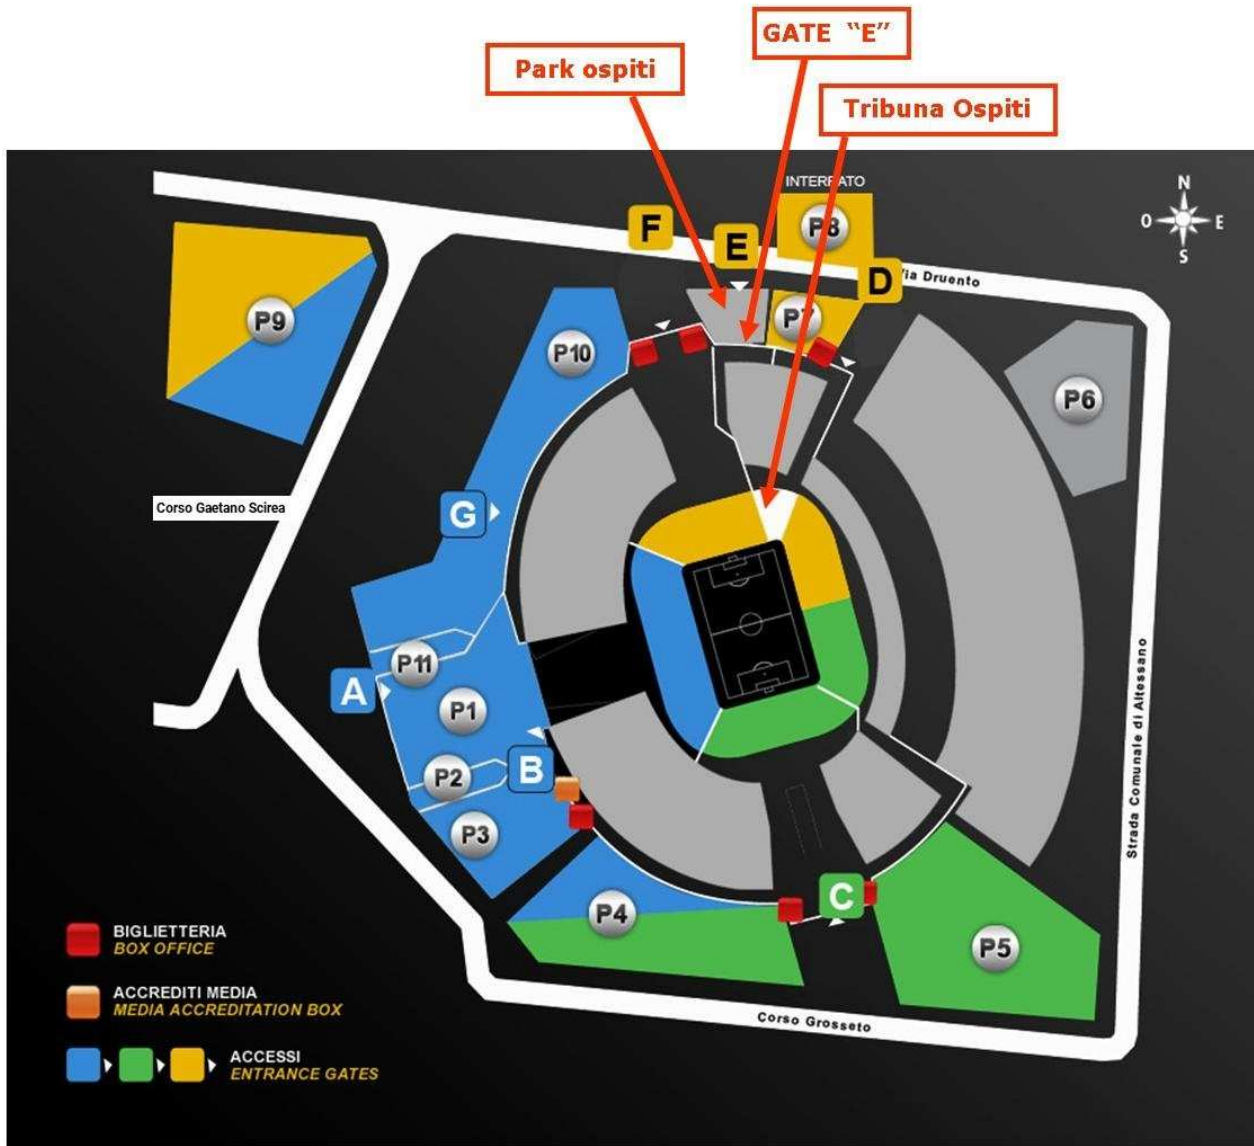 GATE “E”
Park ospiti
Tribuna Ospiti
INTERRATO
P8
N
O
E
S
F
E
D
Via Druento
P9
P10
P7
P6
Corso Gaetano Scirea
G
P11
A
P1
B
P2
P3
Strada Comunale di Altessano
P4
C
P5
BIGLIETTERIA
BOX OFFICE
ACCREDITI MEDIA
MEDIA ACCREDITATION BOX
Corso Grosseto
ACCESSI
ENTRANCE GATES